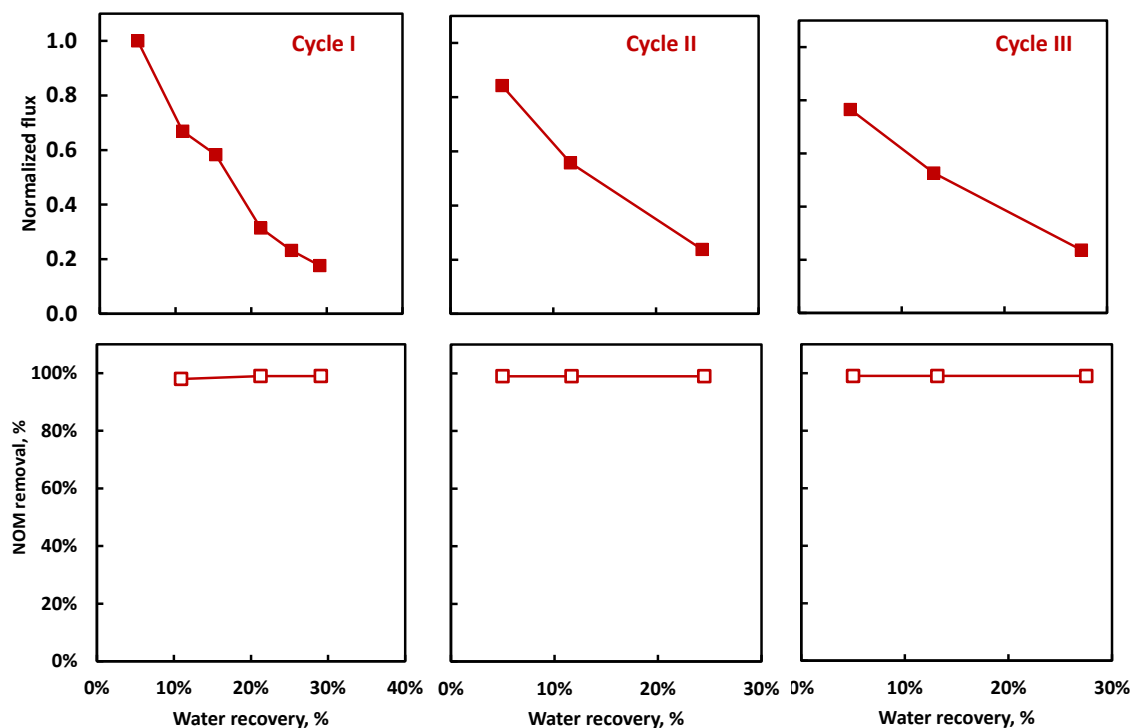 Cycle I
Cycle II
Cycle III
Normalized flux
1.0
0.8
0.6
0.4
0.2
0.0
NOM removal, %
100%
80%
60%
40%
20%
0%
0% 10% 20% 30% 40%
0% 10% 20% 30%
0% 10% 20% 30%
Water recovery, %
Water recovery, %
Water recovery, %